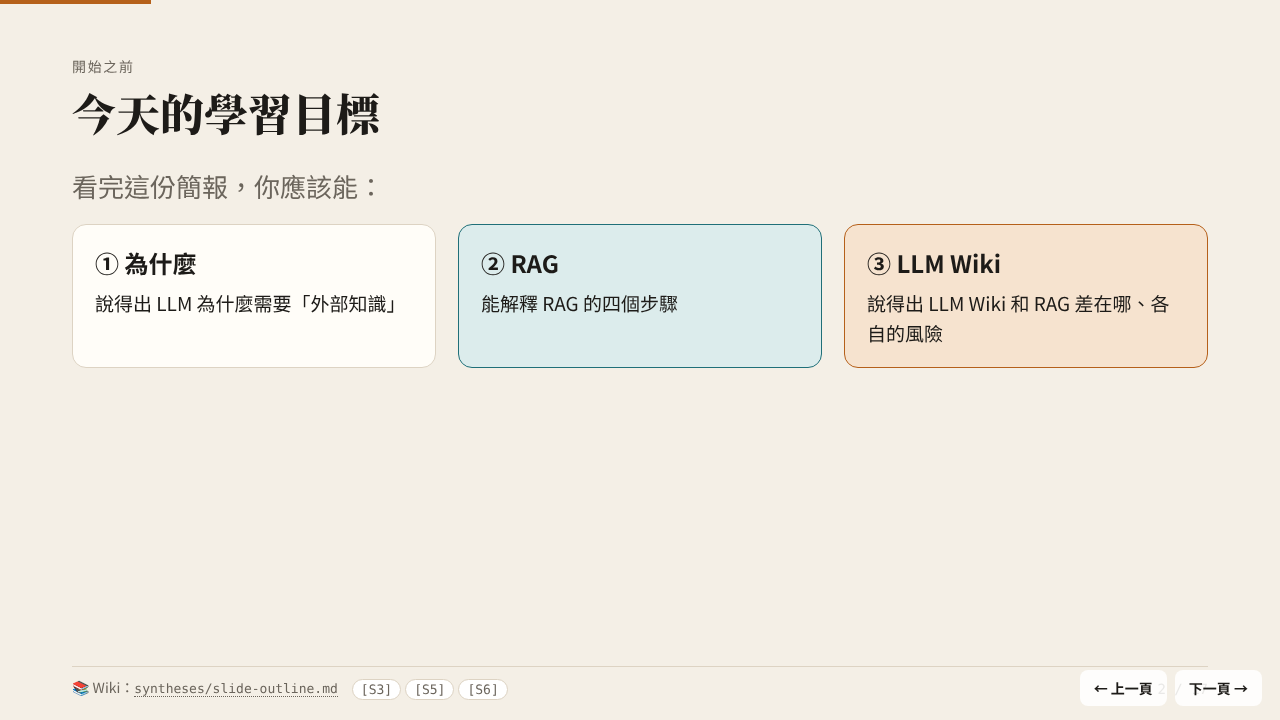 開始之前
今天的學習目標
看完這份簡報，你應該能：
① 為什麼
說得出 LLM 為什麼需要「外部知識」
② RAG
能解釋 RAG 的四個步驟
③ LLM Wiki
說得出 LLM Wiki 和 RAG 差在哪、各
自的風險
📚 Wiki：syntheses/slide-outline.md [S3] [S5] [S6]
← 上一頁 2 / 下一頁 →